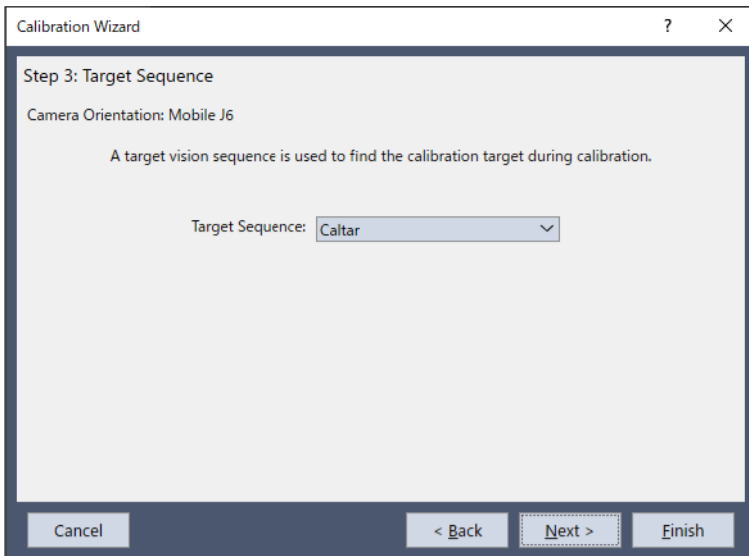 Calibration Wizard ?
Step 3: Target Sequence
Camera Orientation: Mobile J6
A target vision sequence is used to find the calibration target during calibration.
Target Sequence: Caltar
Cancel < Back Next > Finish